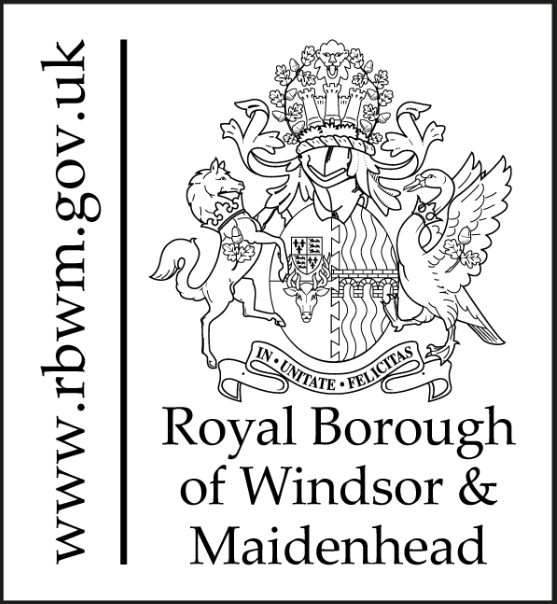 www.rbwm.gov.uk
IN · UNITATE · FELICITAS
Royal Borough
of Windsor &
Maidenhead